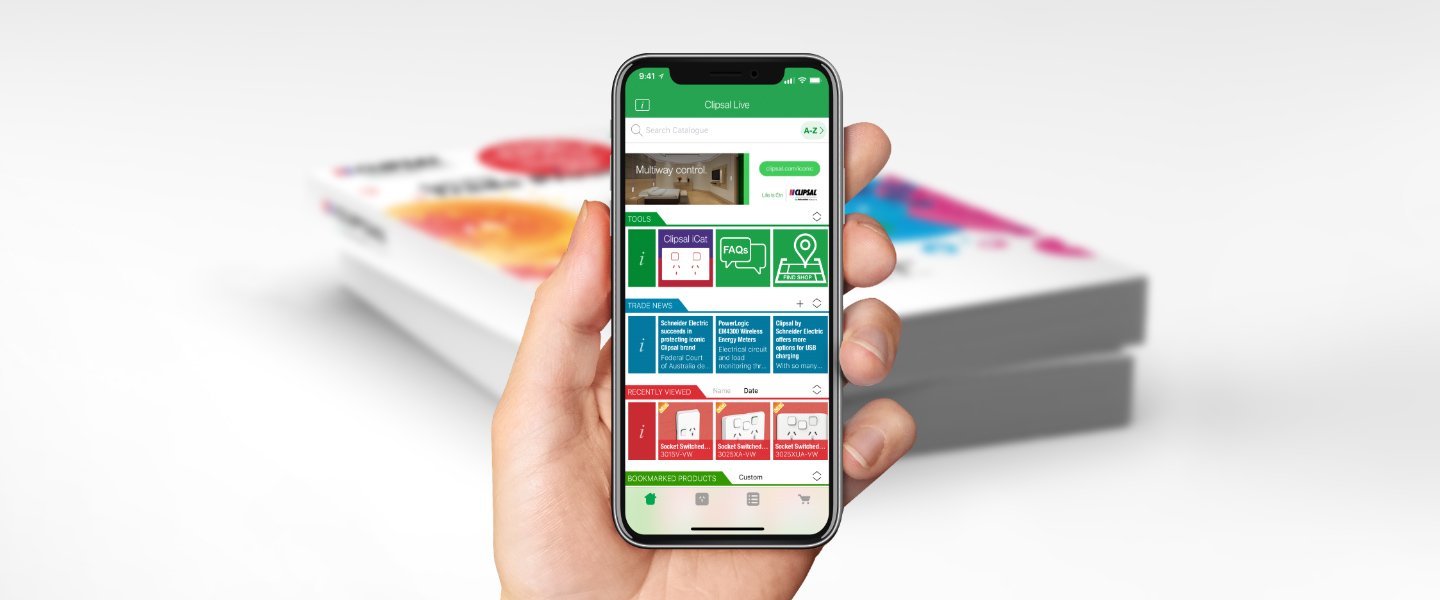 9:41
i
Clipsal Live
Search Catalogue
A-Z
Multiway control.
clipsal.com/iconic
Life Is On
CLIPSAL
TOOLS
i
Clipsal iCat
FAQs
FIND SHOP
TRADE NEWS
i
Schneider Electric
succeeds in
protecting iconic
Clipsal brand
Federal Court
of Australia de...
PowerLogic
EM4300 Wireless
Energy Meters
Electrical circuit
and load
monitoring thr...
Clipsal by
Schneider Electric
offers more
options for USB
charging
With so many...
RECENTLY VIEWED
Name
Date
i
NEW
Socket Switched...
3015V-VW
NEW
Socket Switched...
3025XA-VW
NEW
Socket Switched...
3025XUA-VW
BOOKMARKED PRODUCTS
Custom
CLIPSAL